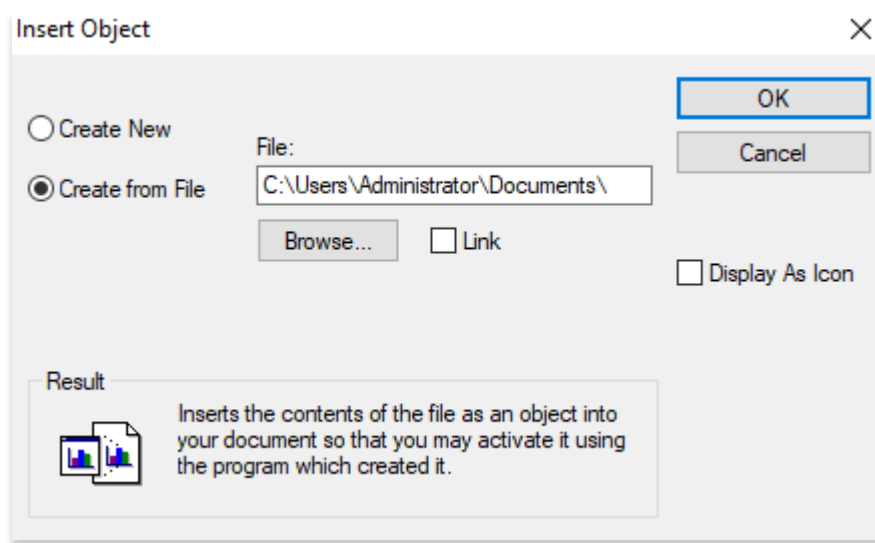 Insert Object
OK
Create New
File:
Cancel
Create from File
C:\Users\Administrator\Documents\
Browse...
Link
Display As Icon
Result
Inserts the contents of the file as an object into
your document so that you may activate it using
the program which created it.